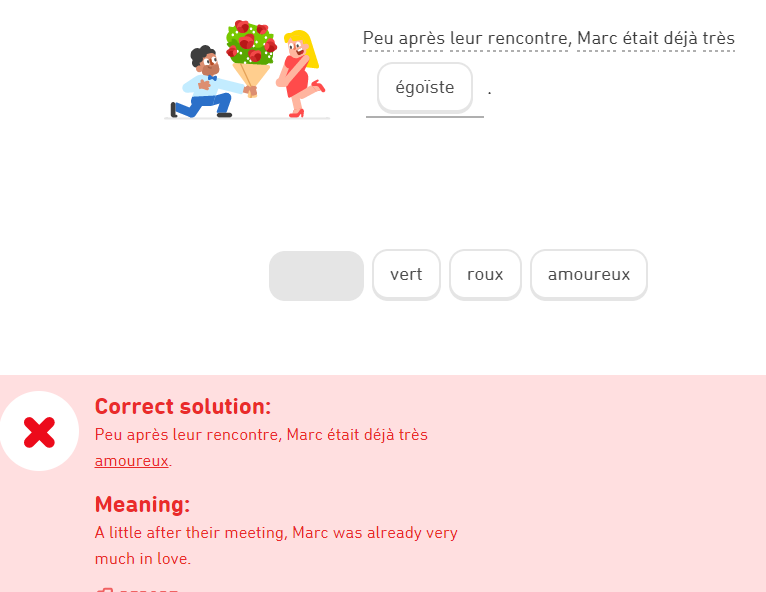 Peu après leur rencontre, Marc était déjà très
égoïste .
vert roux amoureux
Correct solution:
Peu après leur rencontre, Marc était déjà très
amoureux.
Meaning:
A little after their meeting, Marc was already very
much in love.